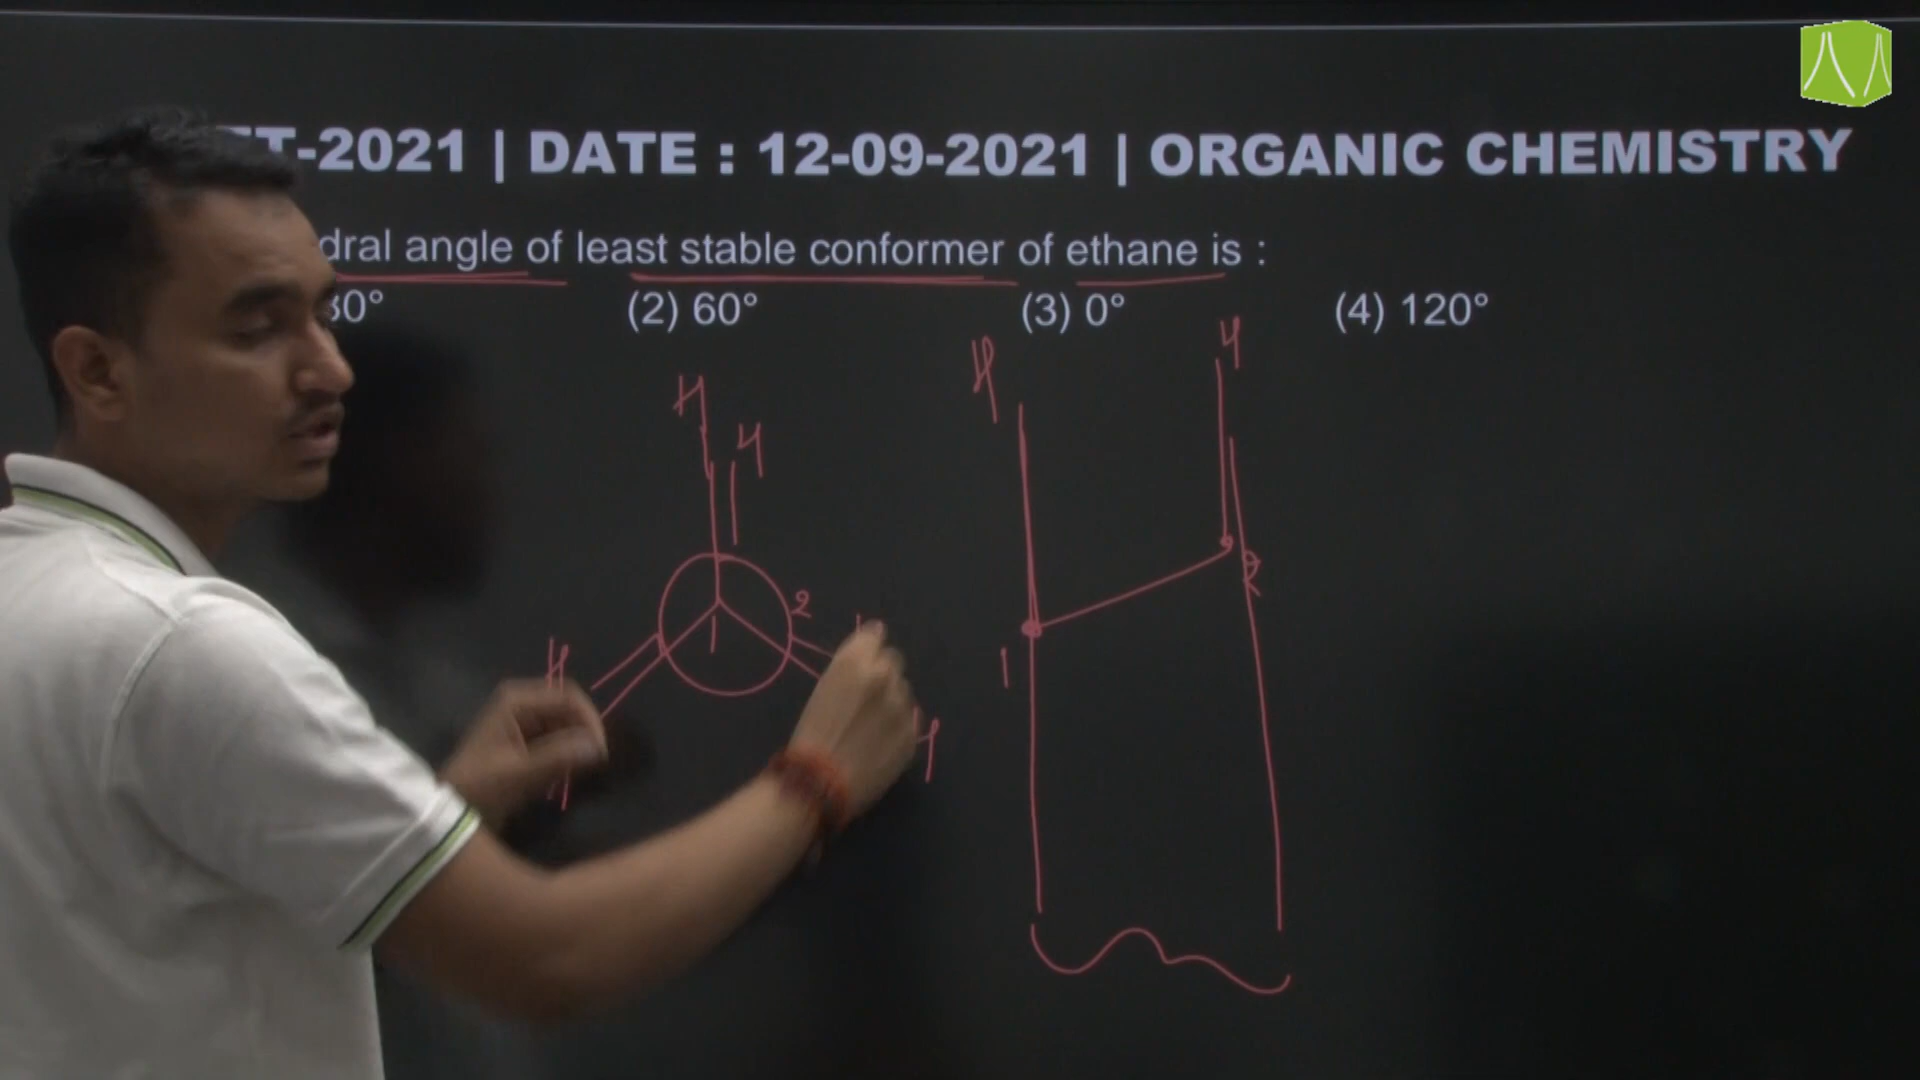 T-2021 | DATE : 12-09-2021 | ORGANIC CHEMISTRY
dral angle of least stable conformer of ethane is :
0° (2) 60° (3) 0° (4) 120°
H H
H H
2
2
H
1 1
H